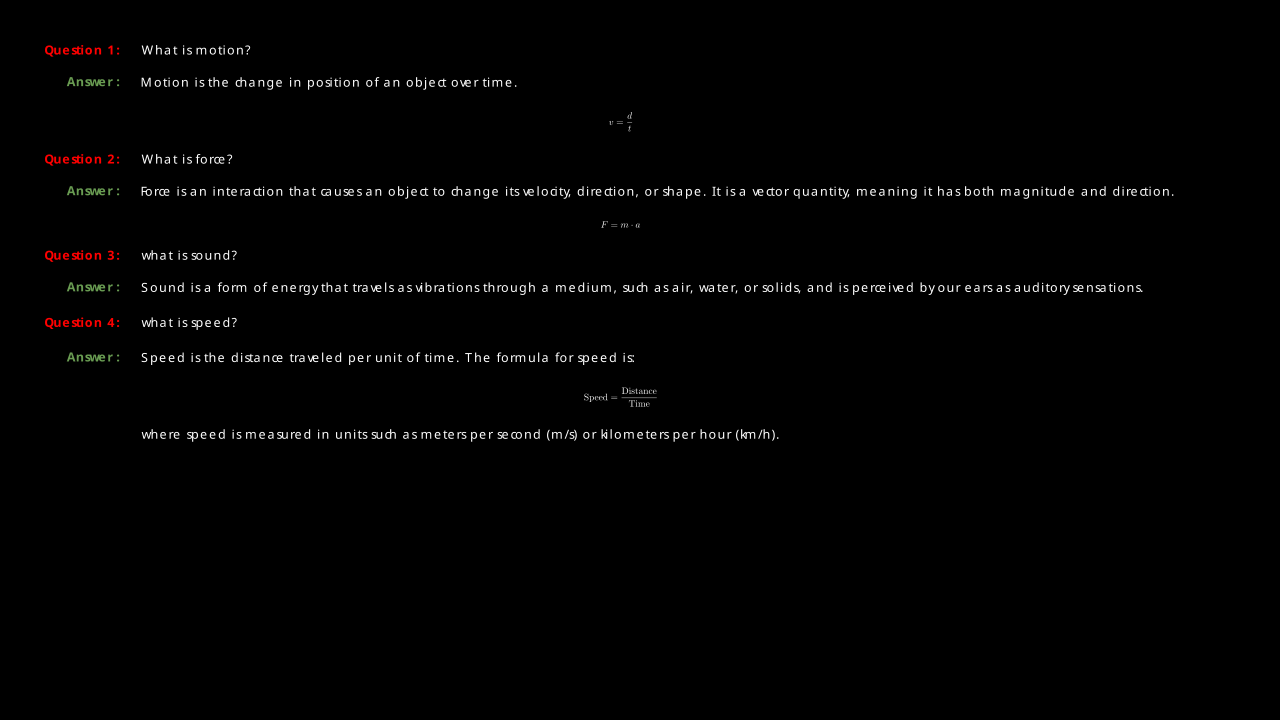 Question 1: What is motion?
Answer: Motion is the change in position of an object over time.
v = d/t
Question 2: What is force?
Answer: Force is an interaction that causes an object to change its velocity, direction, or shape. It is a vector quantity, meaning it has both magnitude and direction.
F = m · a
Question 3: what is sound?
Answer: Sound is a form of energy that travels as vibrations through a medium, such as air, water, or solids, and is perceived by our ears as auditory sensations.
Question 4: what is speed?
Answer: Speed is the distance traveled per unit of time. The formula for speed is:
Speed = Distance/Time
where speed is measured in units such as meters per second (m/s) or kilometers per hour (km/h).